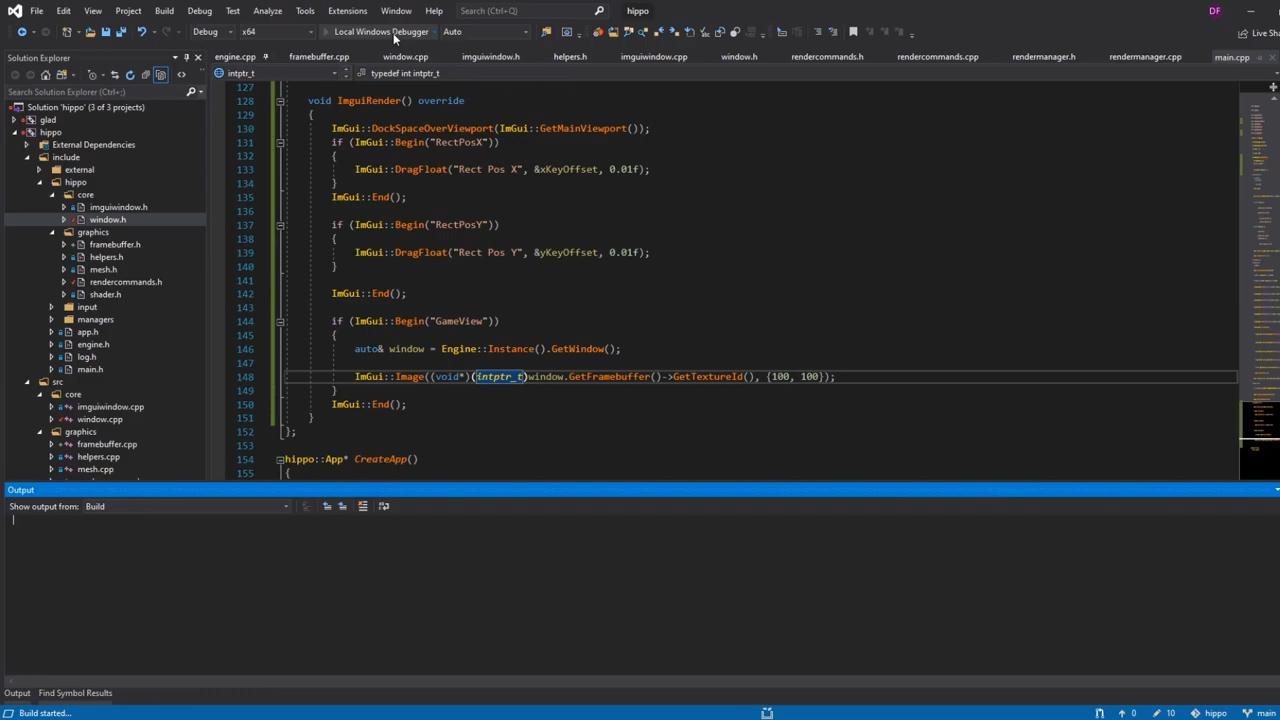 File Edit View Project Build Debug Test Analyze Tools Extensions Window Help Search (Ctrl+Q) hippo DF
Debug x64 Local Windows Debugger Auto Live Sha
Solution Explorer
engine.cpp framebuffer.cpp window.cpp imguiwindow.h helpers.h imguiwindow.cpp rendercommands.h rendercommands.cpp rendermanager.h rendermanager.cpp main.cpp
intptr_t typedef int intptr_t
Search Solution Explorer (Ctrl+;)
Solution 'hippo' (3 of 3 projects)
glad
hippo
External Dependencies
include
external
hippo
core
imguiwindow.h
window.h
graphics
framebuffer.h
helpers.h
mesh.h
rendercommands.h
shader.h
input
managers
app.h
engine.h
log.h
main.h
src
core
imguiwindow.cpp
window.cpp
graphics
framebuffer.cpp
helpers.cpp
mesh.cpp
127
128 void ImguiRender() override
129 {
130 ImGui::DockSpaceOverViewport(ImGui::GetMainViewport());
131 if (ImGui::Begin("RectPosX"))
132 {
133 ImGui::DragFloat("Rect Pos X", &xKeyOffset, 0.01f);
134 }
135 ImGui::End();
136
137 if (ImGui::Begin("RectPosY"))
138 {
139 ImGui::DragFloat("Rect Pos Y", &yKeyOffset, 0.01f);
140 }
141
142 ImGui::End();
143
144 if (ImGui::Begin("GameView"))
145 {
146 auto& window = Engine::Instance().GetWindow();
147
148 ImGui::Image((void*)(intptr_t)window.GetFramebuffer()->GetTextureId(), {100, 100});
149 }
150 ImGui::End();
151 }
152 };
153
154 hippo::App* CreateApp()
155 {
Output
Show output from: Build
Output Find Symbol Results
Build started... 0 10 hippo main